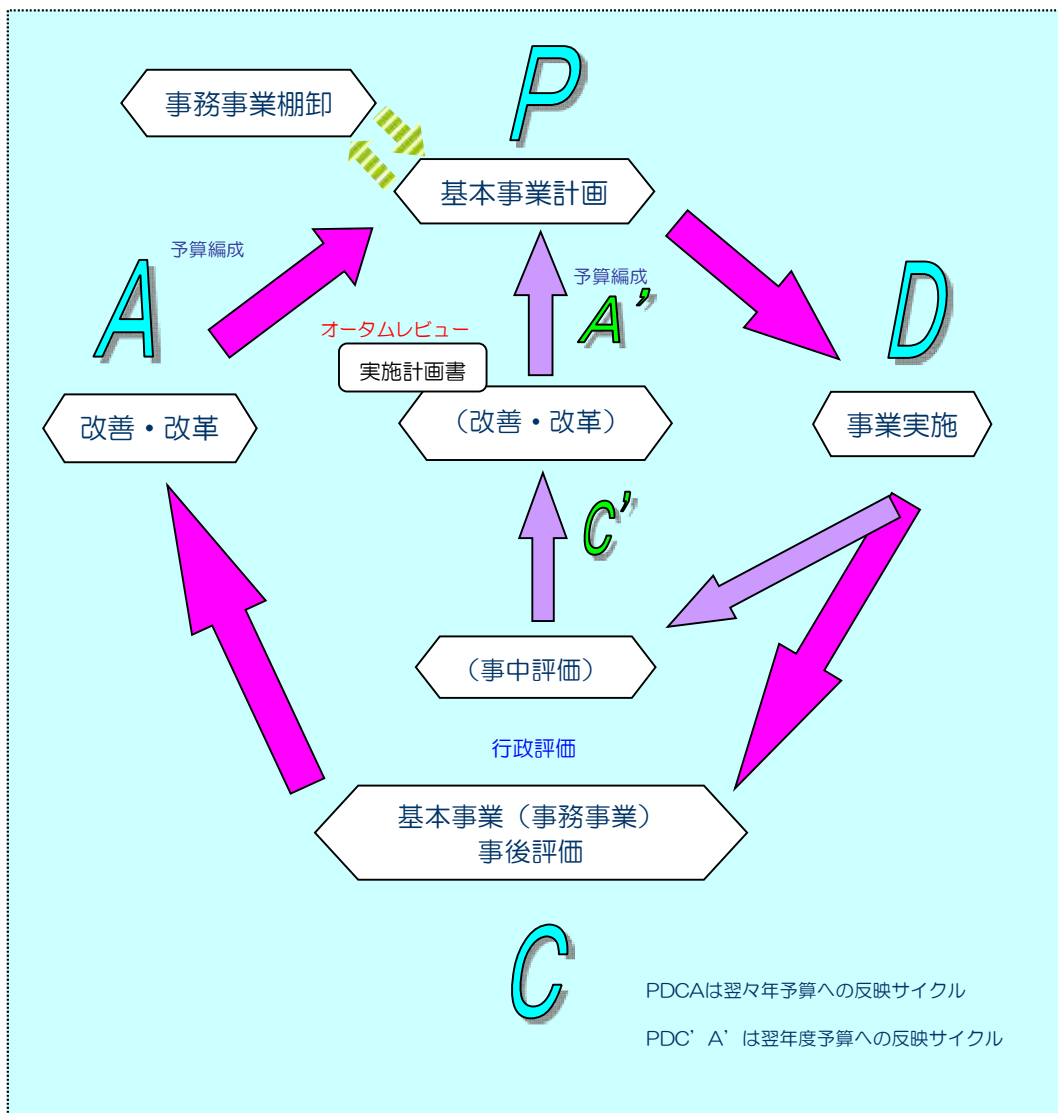 P
事務事業棚卸
基本事業計画
予算編成
予算編成
A
A’
D
オータムレビュー
実施計画書
改善・改革
(改善・改革)
事業実施
C’
(事中評価)
行政評価
基本事業(事務事業)
事後評価
C
PDCAは翌々年予算への反映サイクル
PDC’A’は翌年度予算への反映サイクル